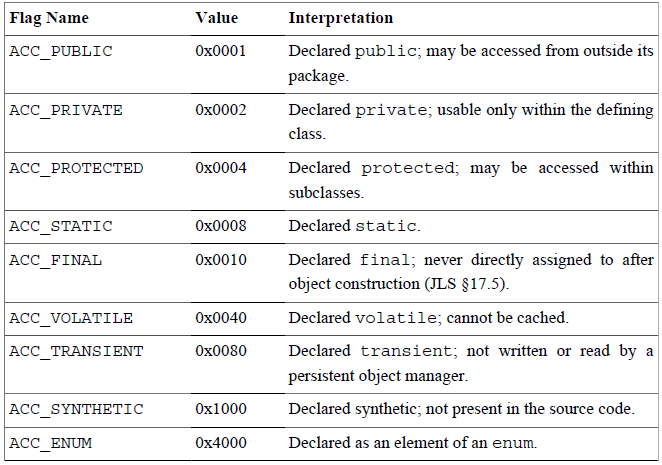 Flag Name Value Interpretation
ACC_PUBLIC 0x0001 Declared public; may be accessed from outside its
package.
ACC_PRIVATE 0x0002 Declared private; usable only within the defining
class.
ACC_PROTECTED 0x0004 Declared protected; may be accessed within
subclasses.
ACC_STATIC 0x0008 Declared static.
ACC_FINAL 0x0010 Declared final; never directly assigned to after
object construction (JLS §17.5).
ACC_VOLATILE 0x0040 Declared volatile; cannot be cached.
ACC_TRANSIENT 0x0080 Declared transient; not written or read by a
persistent object manager.
ACC_SYNTHETIC 0x1000 Declared synthetic; not present in the source code.
ACC_ENUM 0x4000 Declared as an element of an enum.